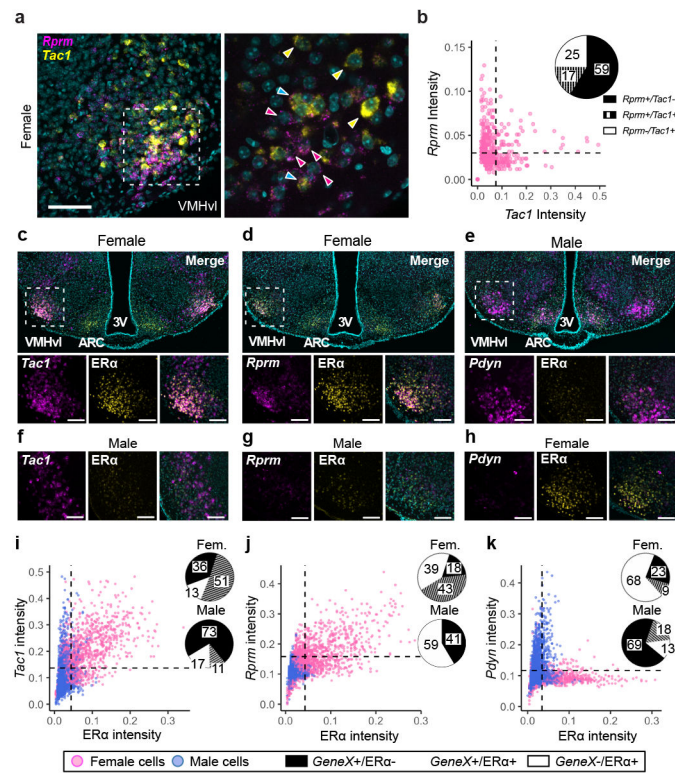 a
Rprm
Tac1
Female
VMHvl
b
Rprm Intensity
0.15
0.10
0.05
0.00
0.0 0.1 0.2 0.3 0.4 0.5
Tac1 Intensity
25
17
59
Rprm+/Tac1-
Rprm+/Tac1+
Rprm-/Tac1+
c
Female
Merge
3V
VMHvl
ARC
Tac1
ERα
d
Female
Merge
3V
VMHvl
ARC
Rprm
ERα
e
Male
Merge
3V
VMHvl
ARC
Pdyn
ERα
f
Male
Tac1
ERα
g
Male
Rprm
ERα
h
Female
Pdyn
ERα
i
Fem.
36
51
13
Male
73
17
11
Tac1 intensity
0.5
0.4
0.3
0.2
0.1
0.0
0.0 0.1 0.2 0.3
ERα intensity
j
Fem.
39
18
43
Male
59
41
Rprm intensity
0.4
0.2
0.0
0.0 0.1 0.2 0.3
ERα intensity
k
Fem.
68
23
9
Male
69
18
13
Pdyn intensity
0.4
0.3
0.2
0.1
0.0
0.0 0.1 0.2 0.3
ERα intensity
Female cells
Male cells
GeneX+/ERα-
GeneX+/ERα+
GeneX-/ERα+